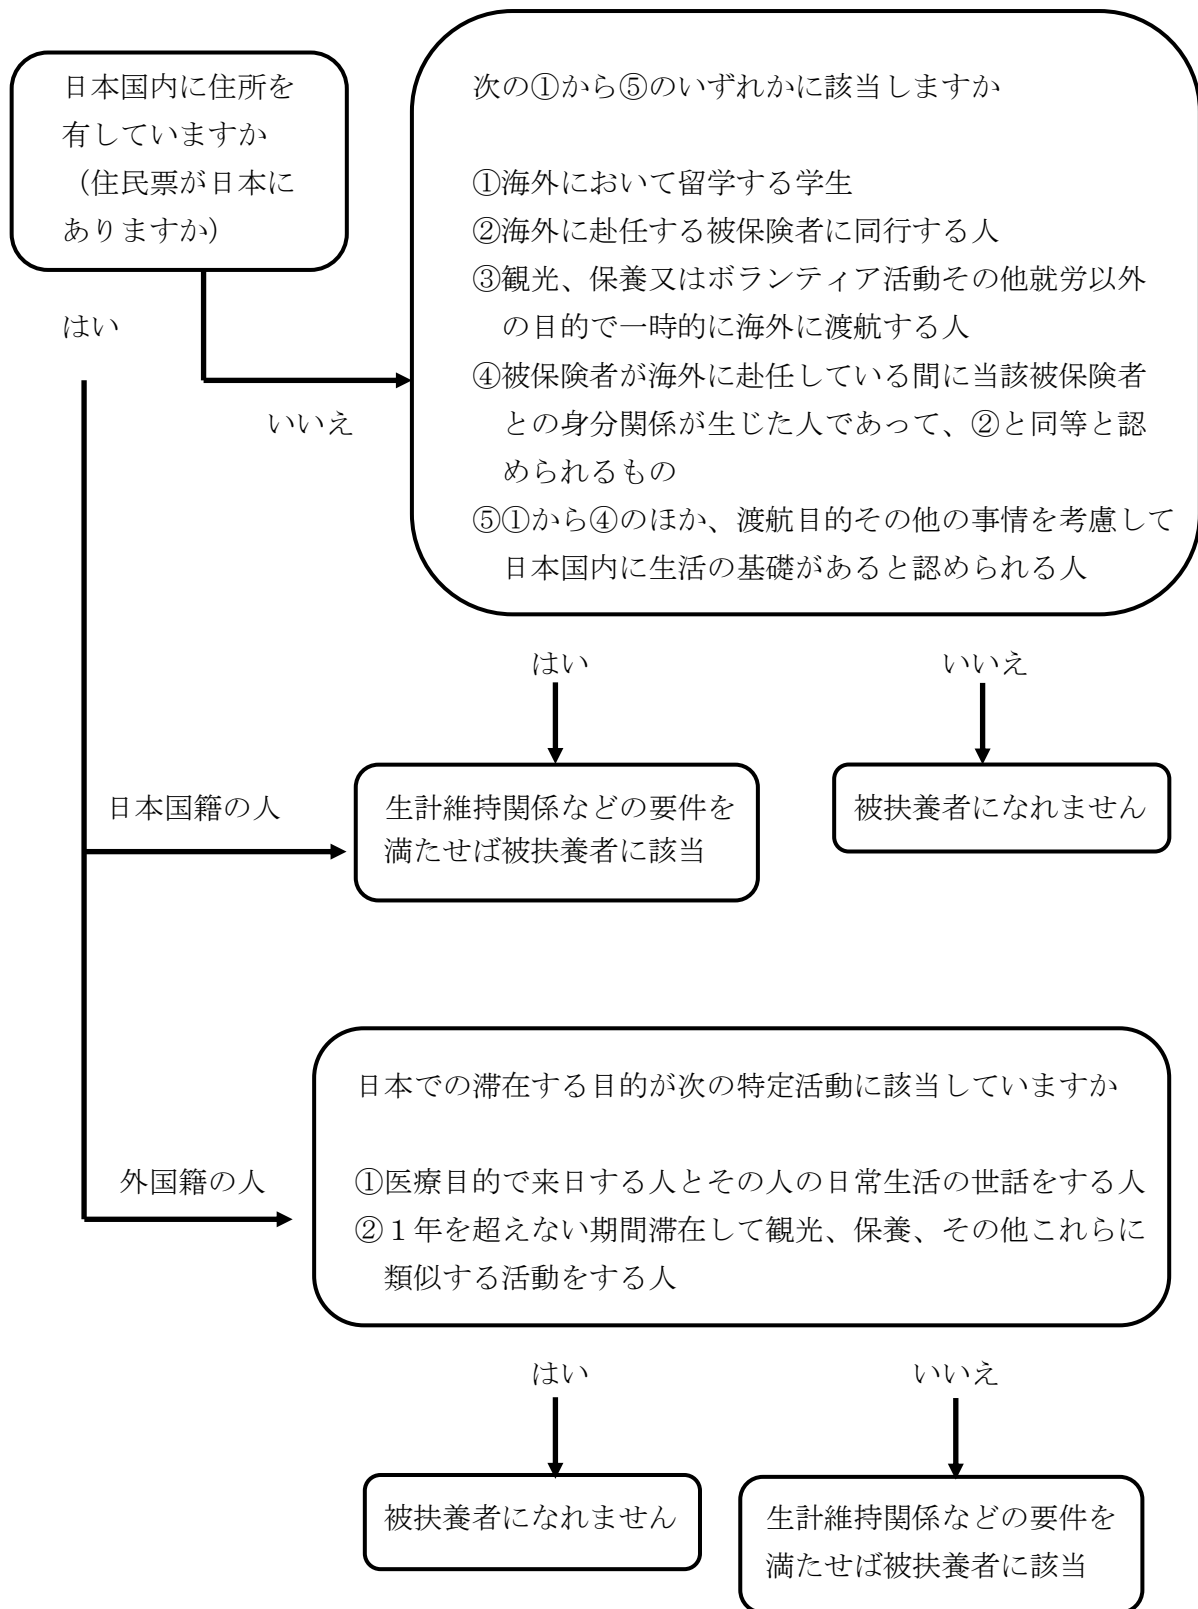 日本国内に住所を
有していますか
（住民票が日本に
ありますか）
はい
いいえ
次の①から⑤のいずれかに該当しますか
①海外において留学する学生
②海外に赴任する被保険者に同行する人
③観光、保養又はボランティア活動その他就労以外
の目的で一時的に海外に渡航する人
④被保険者が海外に赴任している間に当該被保険者
との身分関係が生じた人であって、②と同等と認
められるもの
⑤①から④のほか、渡航目的その他の事情を考慮して
日本国内に生活の基礎があると認められる人
はい
いいえ
日本国籍の人
生計維持関係などの要件を
満たせば被扶養者に該当
被扶養者になれません
外国籍の人
日本での滞在する目的が次の特定活動に該当していますか
①医療目的で来日する人とその人の日常生活の世話をする人
②１年を超えない期間滞在して観光、保養、その他これらに
類似する活動をする人
はい
いいえ
被扶養者になれません
生計維持関係などの要件を
満たせば被扶養者に該当